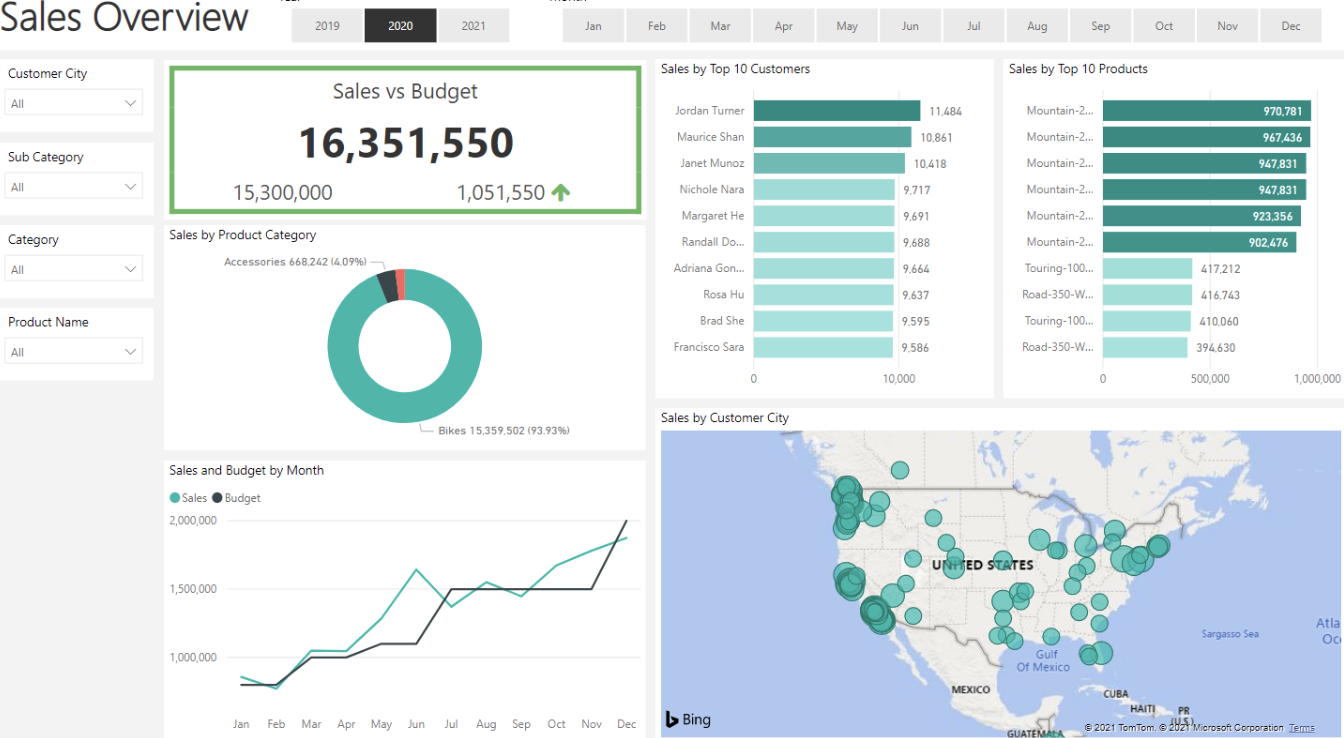 Sales Overview
2019 2020 2021
Jan Feb Mar Apr May Jun Jul Aug Sep Oct Nov Dec
Customer City
All
Sub Category
All
Category
All
Product Name
All
Sales vs Budget
16,351,550
15,300,000 1,051,550
Sales by Product Category
Accessories 668,242 (4.09%)
Bikes 15,359,502 (93.93%)
Sales and Budget by Month
Sales Budget
2,000,000
1,500,000
1,000,000
Jan Feb Mar Apr May Jun Jul Aug Sep Oct Nov Dec
Sales by Top 10 Customers
Jordan Turner 11,484
Maurice Shan 10,861
Janet Munoz 10,418
Nichole Nara 9,717
Margaret He 9,691
Randall Do... 9,688
Adriana Gon... 9,664
Rosa Hu 9,637
Brad She 9,595
Francisco Sara 9,586
0 10,000
Sales by Top 10 Products
Mountain-2... 970,781
Mountain-2... 967,436
Mountain-2... 947,831
Mountain-2... 947,831
Mountain-2... 923,356
Mountain-2... 902,476
Touring-100... 417,212
Road-350-W... 416,743
Touring-100... 410,060
Road-350-W... 394,630
0 500,000 1,000,000
Sales by Customer City
UNITED STATES
Sargasso Sea
Atla
Oc
Gulf
Of Mexico
MEXICO
CUBA
HAITI
PR
(U.S.)
GUATEMALA
Bing
© 2021 TomTom, © 2021 Microsoft Corporation Terms